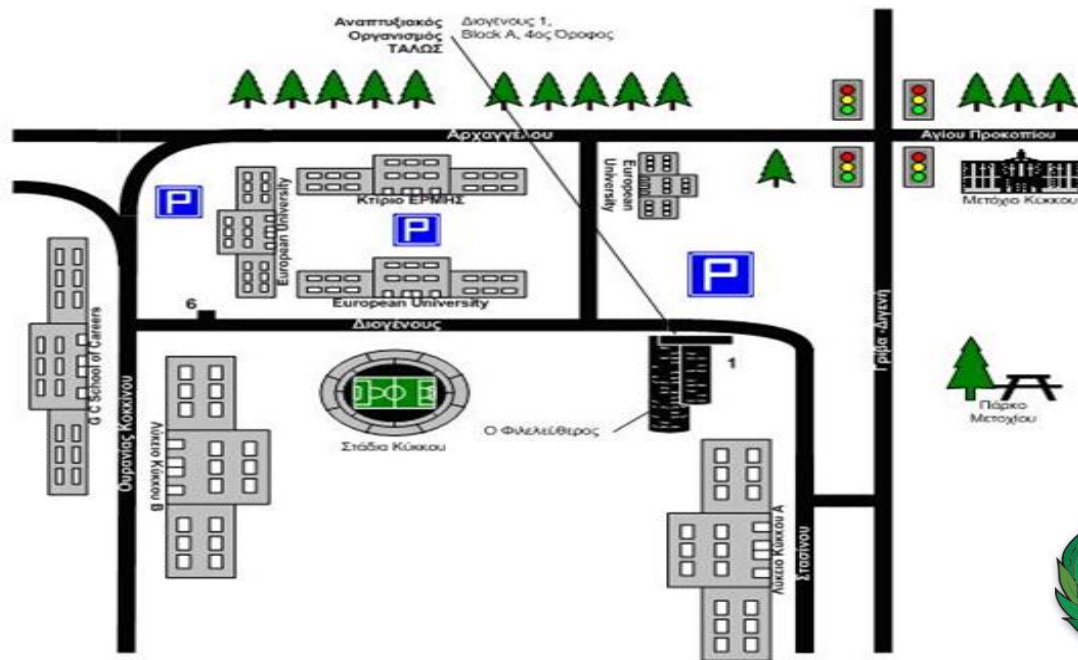 Αναπτυξιακός
Οργανισμός
ΤΑΛΩΣ
Διογένους 1,
Block A, 4ος Όροφος
Αρχαγγέλου
Αγίου Προκοπίου
P
European University
Κτίριο ΕΡΜΗΣ
P
European University
European
University
P
Μετόχιο Κύκκου
6
Διογένους
1
Γρίβα -Διγενή
G C School of Careers
Ουρανίας Κοκκίνου
Λύκειο Κύκκου Β
Στάδιο Κύκκου
Ο Φιλελεύθερος
Πάρκο
Μετοχίου
Λύκειο Κύκκου Α
Στασίνου